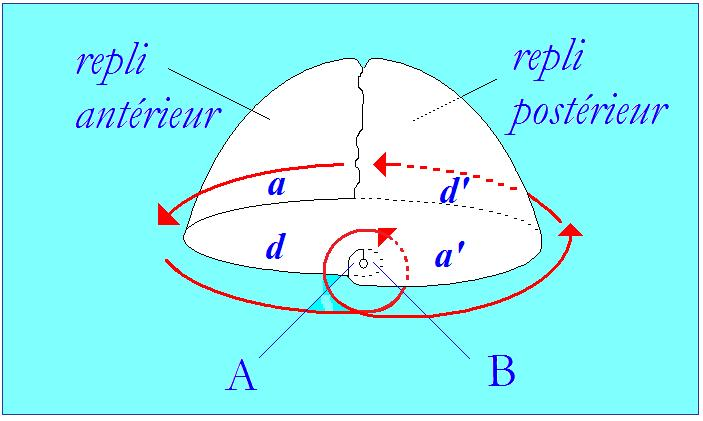 repli
antérieur
repli
postérieur
a
d'
d
a'
A
B